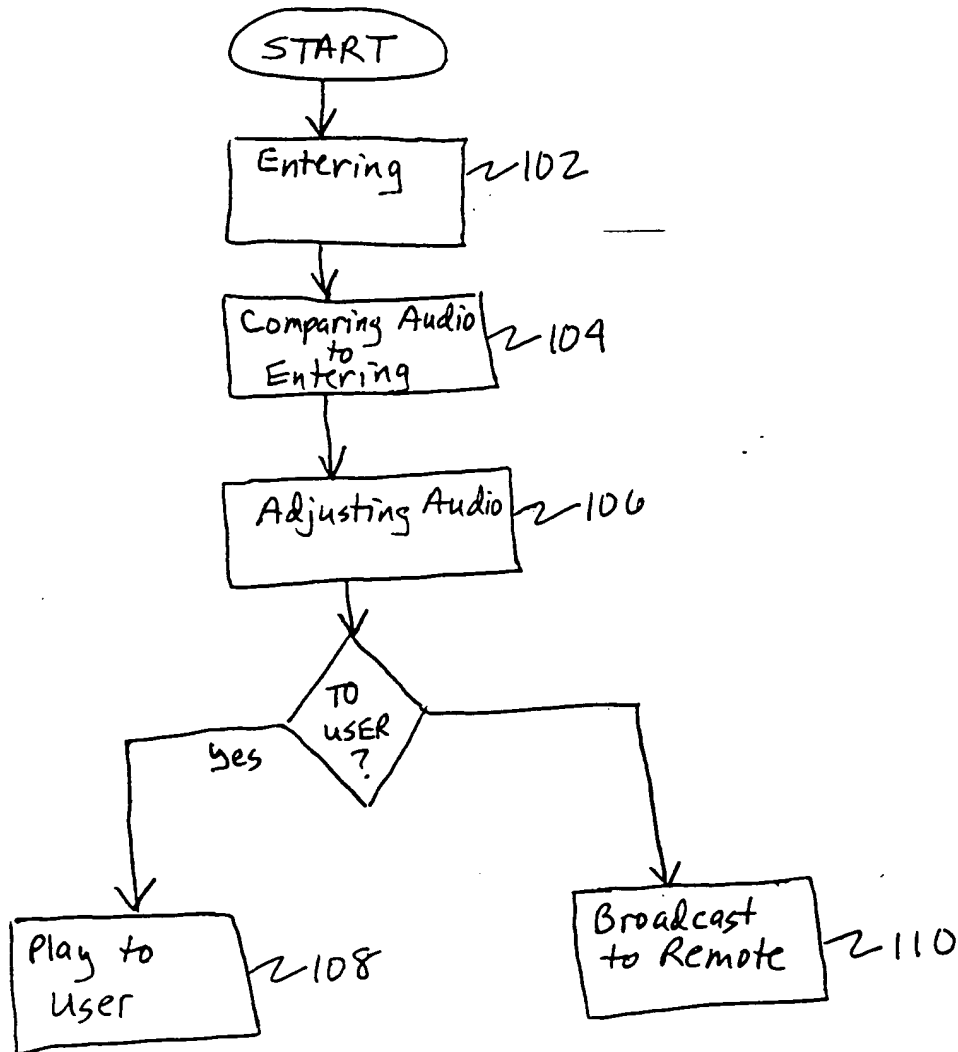 START
Entering
102
Comparing Audio
to
Entering
104
Adjusting Audio
106
TO
USER
?
yes
Play to
User
108
Broadcast
to Remote
110